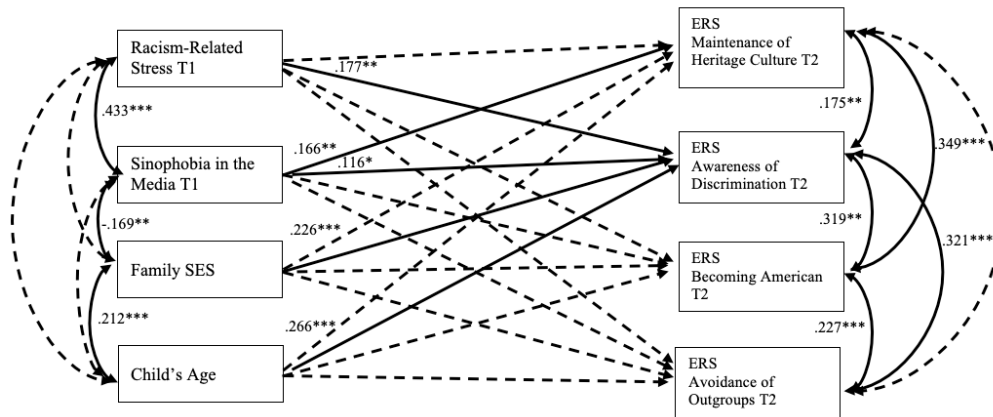 ERS
Maintenance of
Heritage Culture T2
Racism-Related
Stress T1
.177**
.433***
.175**
.349***
ERS
Awareness of
Discrimination T2
.166**
.116*
Sinophobia in the
Media T1
-.169**
.226***
.319**
.321***
ERS
Becoming American
T2
Family SES
.212***
.266***
.227***
Child's Age
ERS
Avoidance of
Outgroups T2